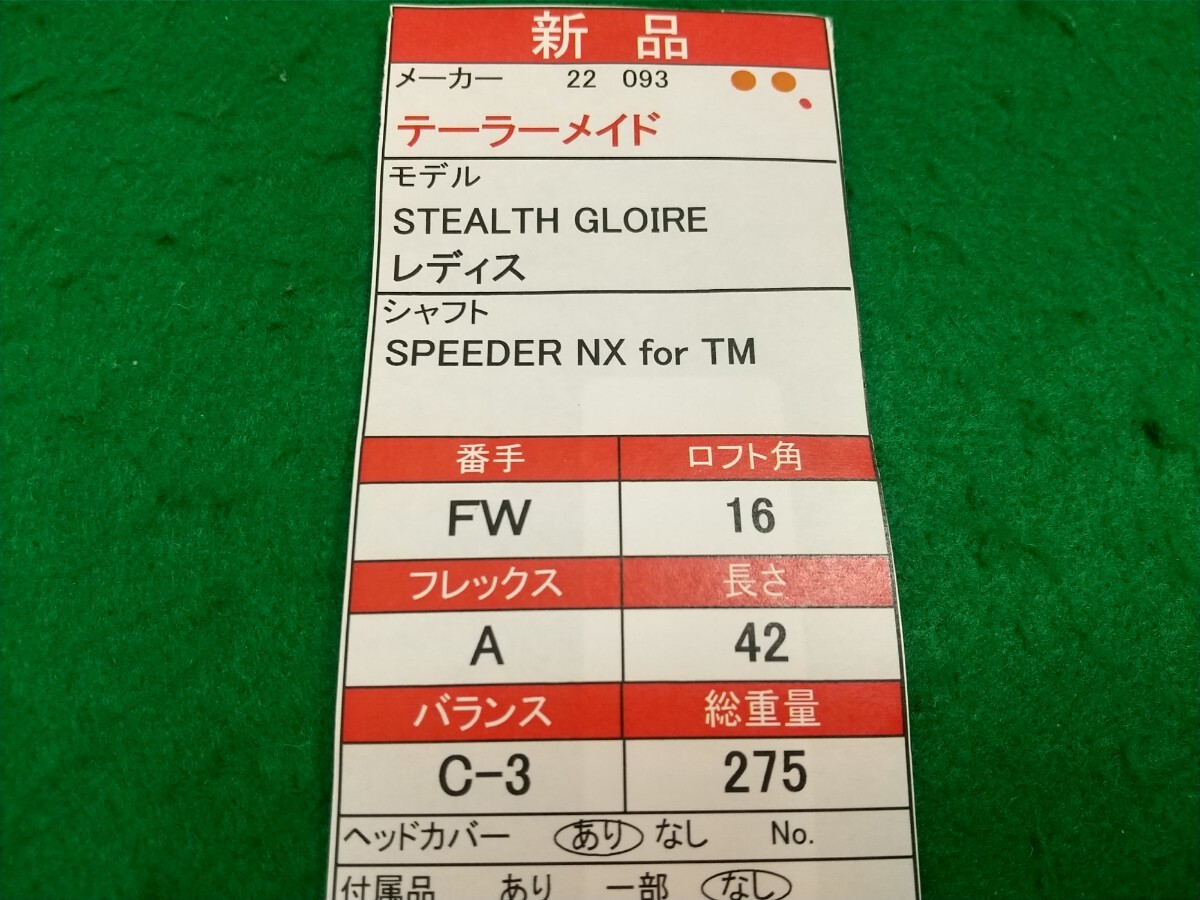 新 品
メーカー 22 093
テーラーメイド
モデル
STEALTH GLOIRE
レディス
シャフト
SPEEDER NX for TM
番手 ロフト角
FW 16
フレックス 長さ
A 42
バランス 総重量
C-3 275
ヘッドカバー あり なし No.
付属品 あり 一部 なし